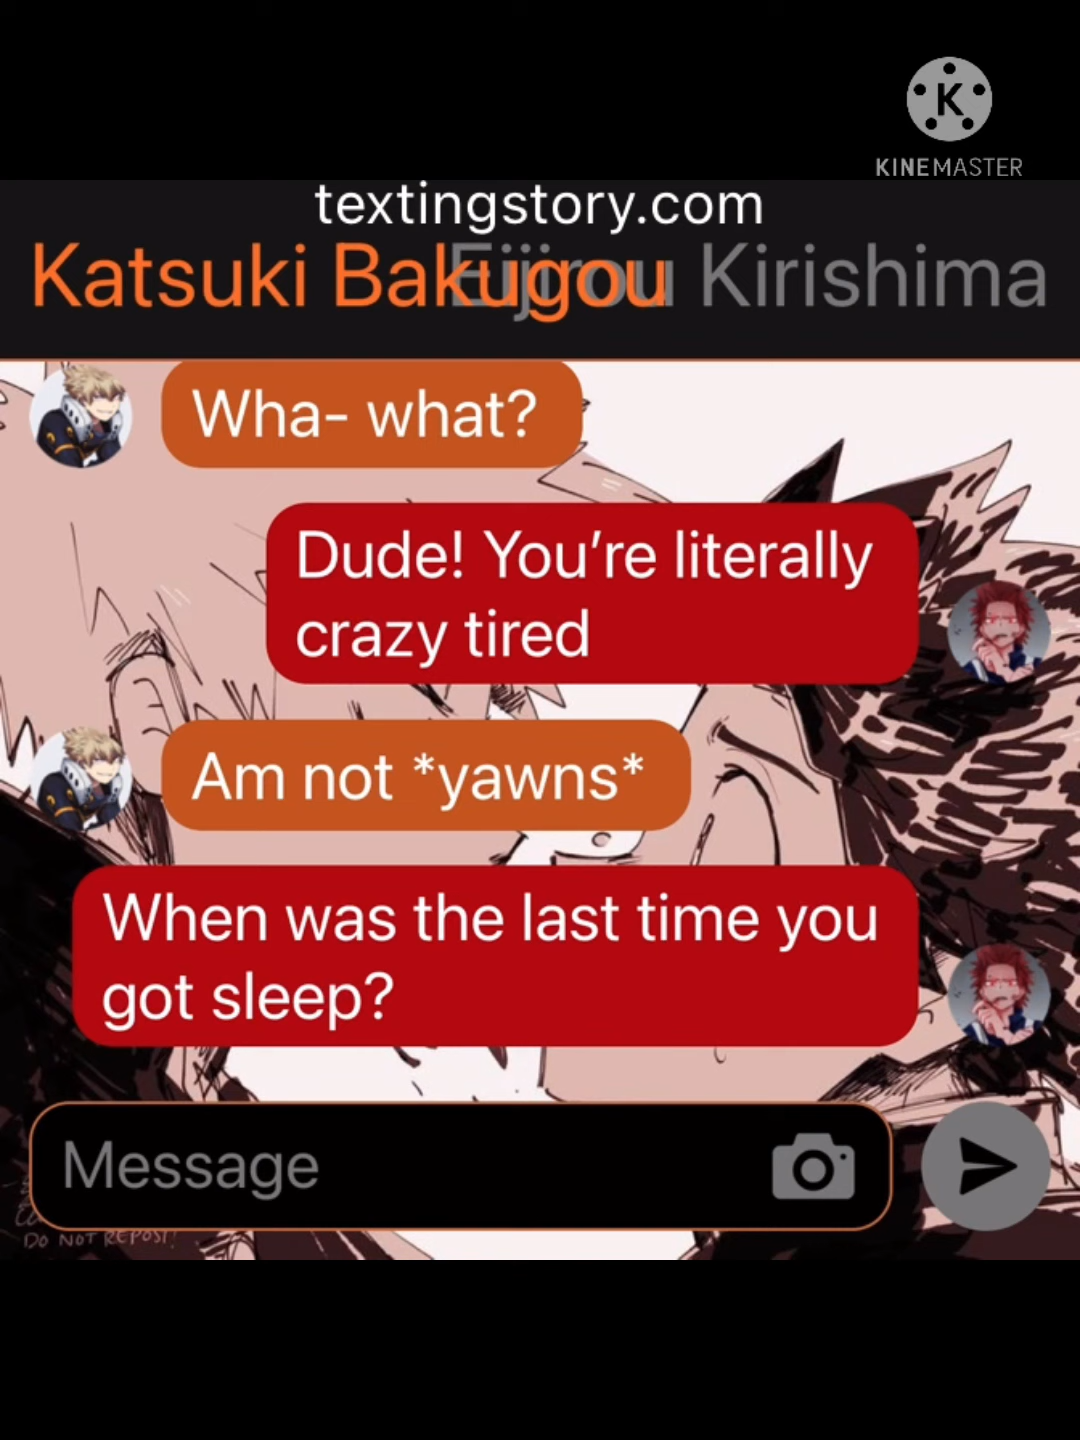 K
KINEMASTER
textingstory.com
Katsuki Bakugou Eijirou Kirishima
Wha- what?
Dude! You’re literally
crazy tired
Am not *yawns*
When was the last time you
got sleep?
Message
DO NOT REPOST!